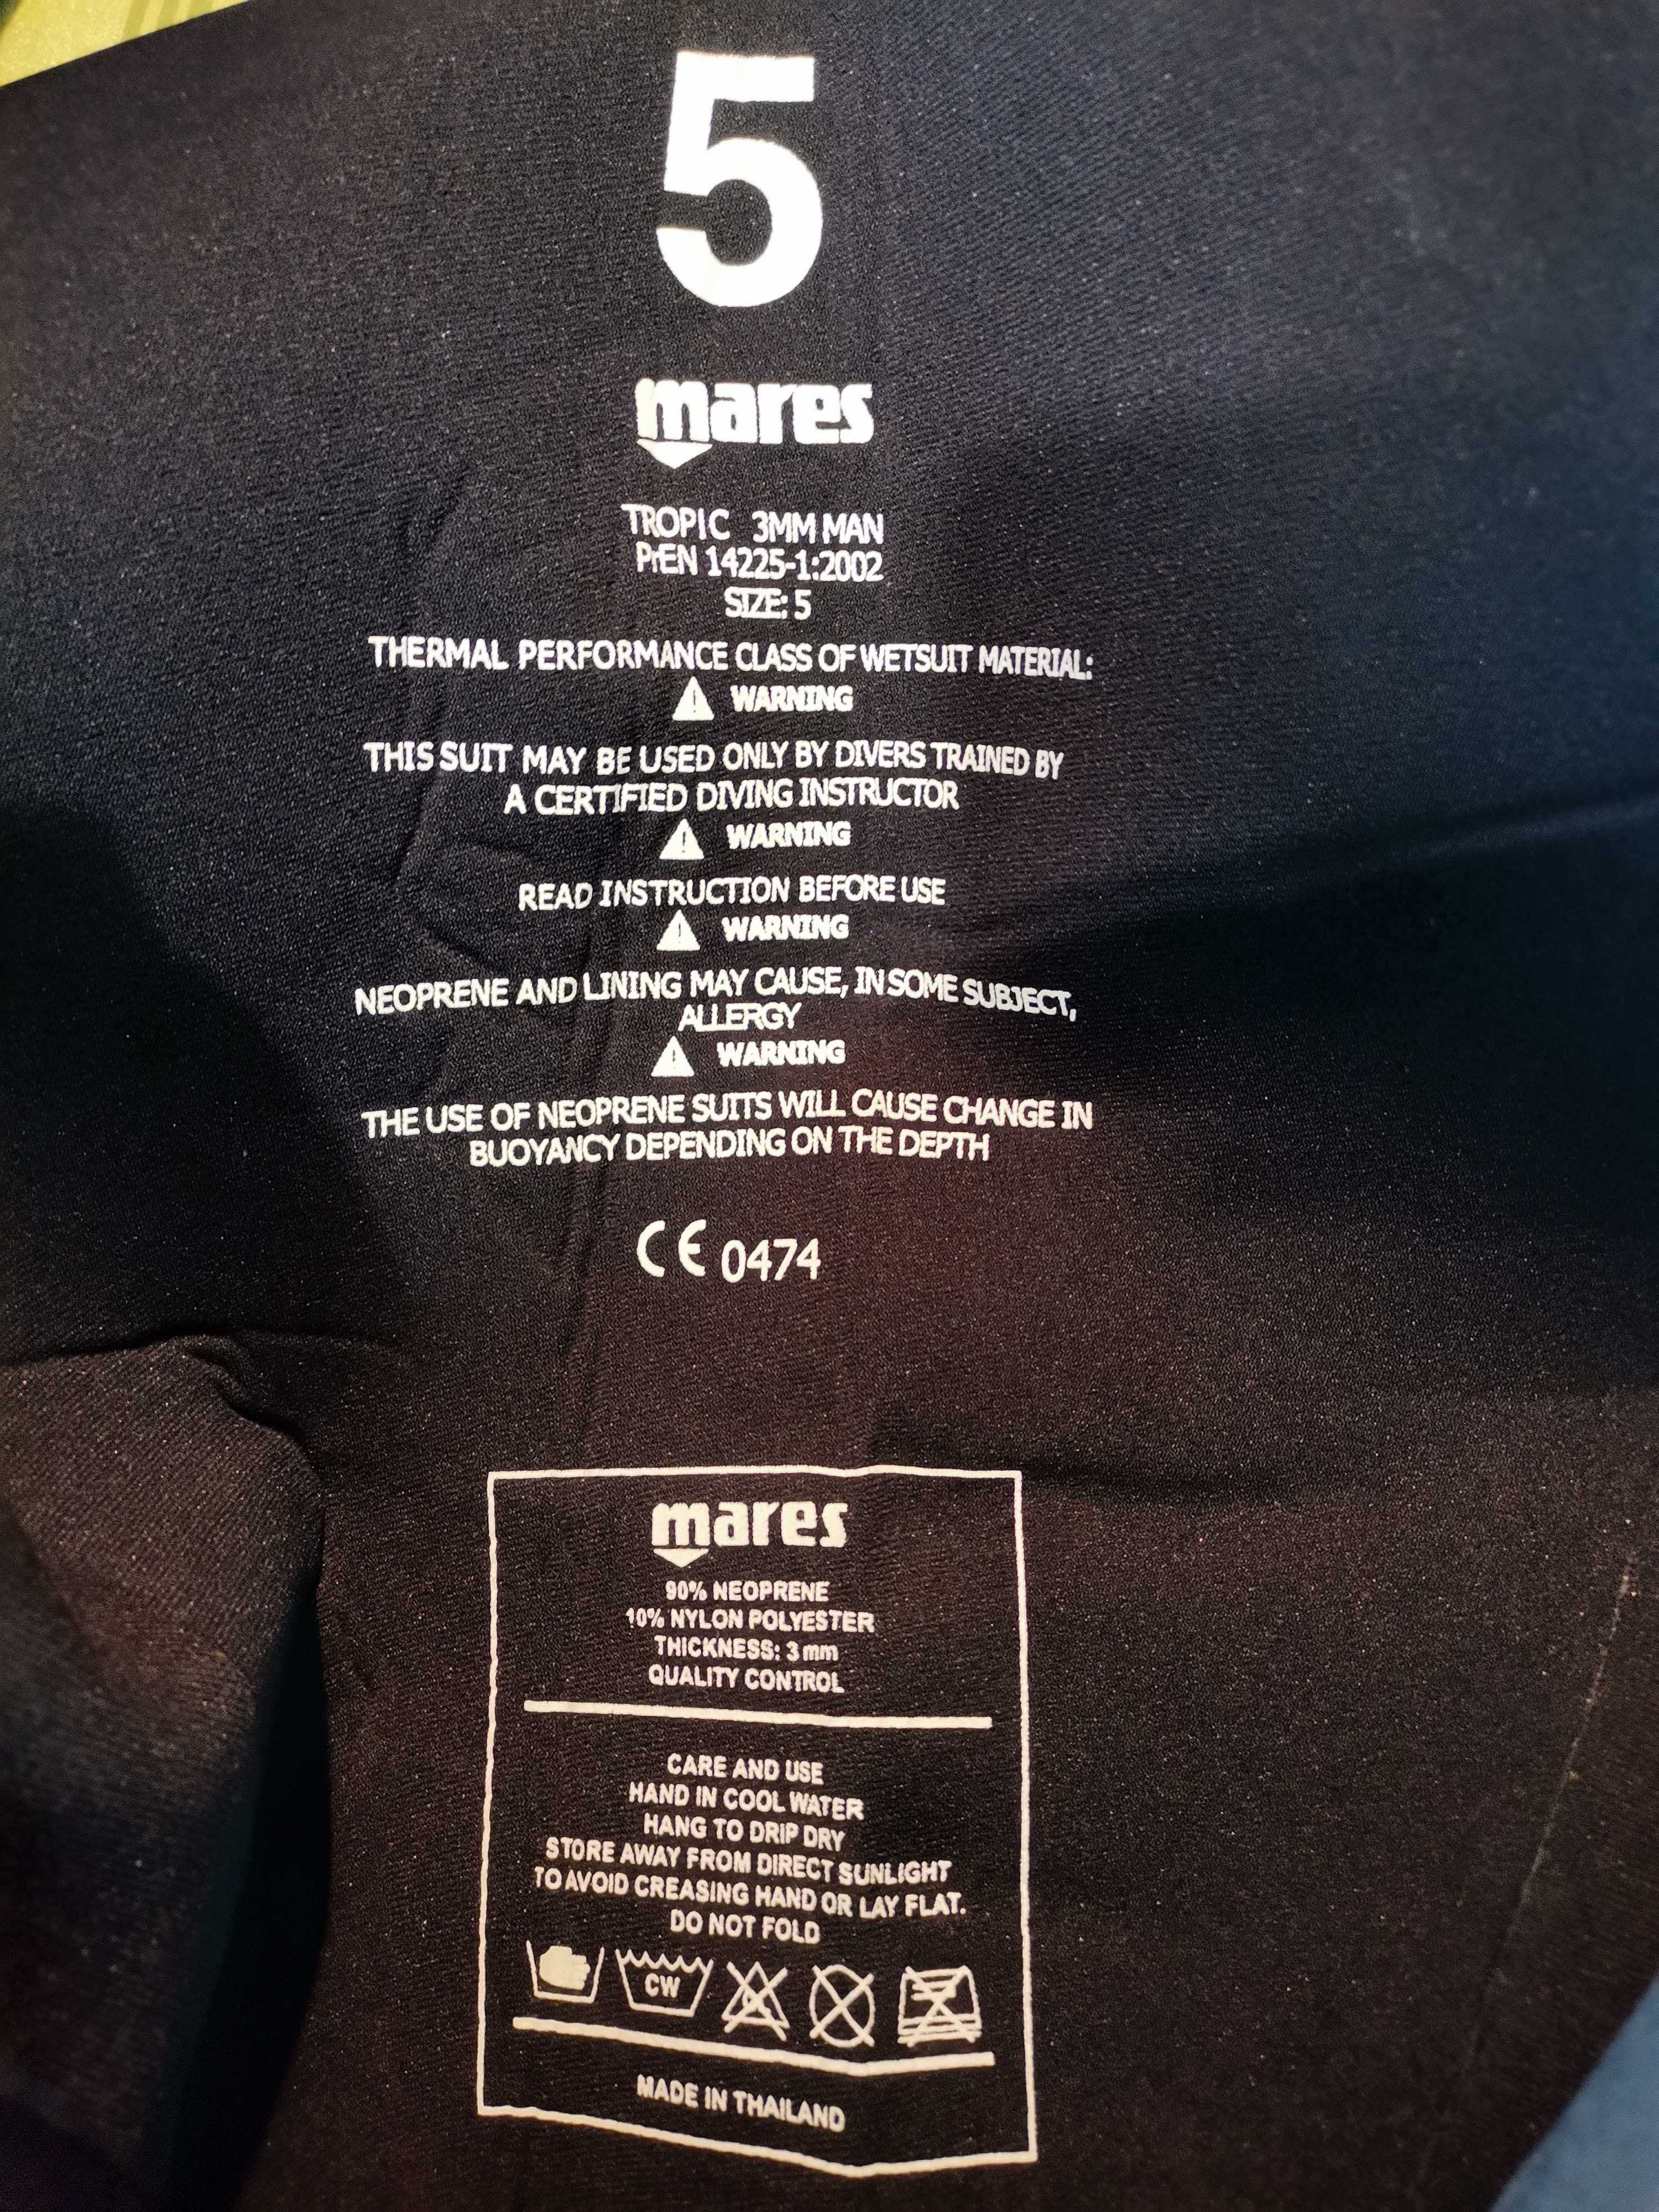 5
mares
TROPIC 3MM MAN
PrEN 14225-1:2002
SIZE: 5
THERMAL PERFORMANCE CLASS OF WETSUIT MATERIAL:
WARNING
THIS SUIT MAY BE USED ONLY BY DIVERS TRAINED BY
A CERTIFIED DIVING INSTRUCTOR
WARNING
READ INSTRUCTION BEFORE USE
WARNING
NEOPRENE AND LINING MAY CAUSE, IN SOME SUBJECT,
ALLERGY
WARNING
THE USE OF NEOPRENE SUITS WILL CAUSE CHANGE IN
BUOYANCY DEPENDING ON THE DEPTH
CE 0474
mares
90% NEOPRENE
10% NYLON POLYESTER
THICKNESS: 3 mm
QUALITY CONTROL
CARE AND USE
HAND IN COOL WATER
HANG TO DRIP DRY
STORE AWAY FROM DIRECT SUNLIGHT
TO AVOID CREASING HAND OR LAY FLAT.
DO NOT FOLD
CW
MADE IN THAILAND